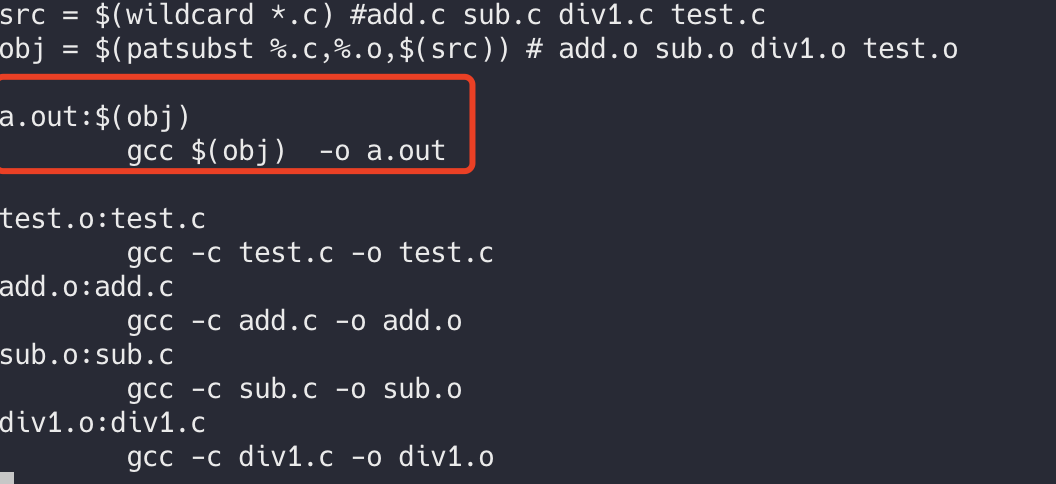 src = $(wildcard *.c) #add.c sub.c div1.c test.c
obj = $(patsubst %.c,%.o,$(src)) # add.o sub.o div1.o test.o
a.out:$(obj)
gcc $(obj)  -o a.out
test.o:test.c
gcc -c test.c -o test.c
add.o:add.c
gcc -c add.c -o add.o
sub.o:sub.c
gcc -c sub.c -o sub.o
div1.o:div1.c
gcc -c div1.c -o div1.o